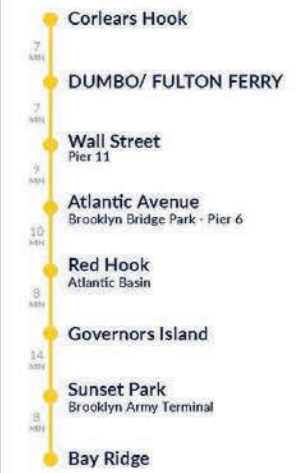 Corlears Hook
7
MIN
DUMBO/ FULTON FERRY
7
MIN
Wall Street
Pier 11
9
MIN
Atlantic Avenue
Brooklyn Bridge Park - Pier 6
10
MIN
Red Hook
Atlantic Basin
8
MIN
Governors Island
14
MIN
Sunset Park
Brooklyn Army Terminal
8
MIN
Bay Ridge